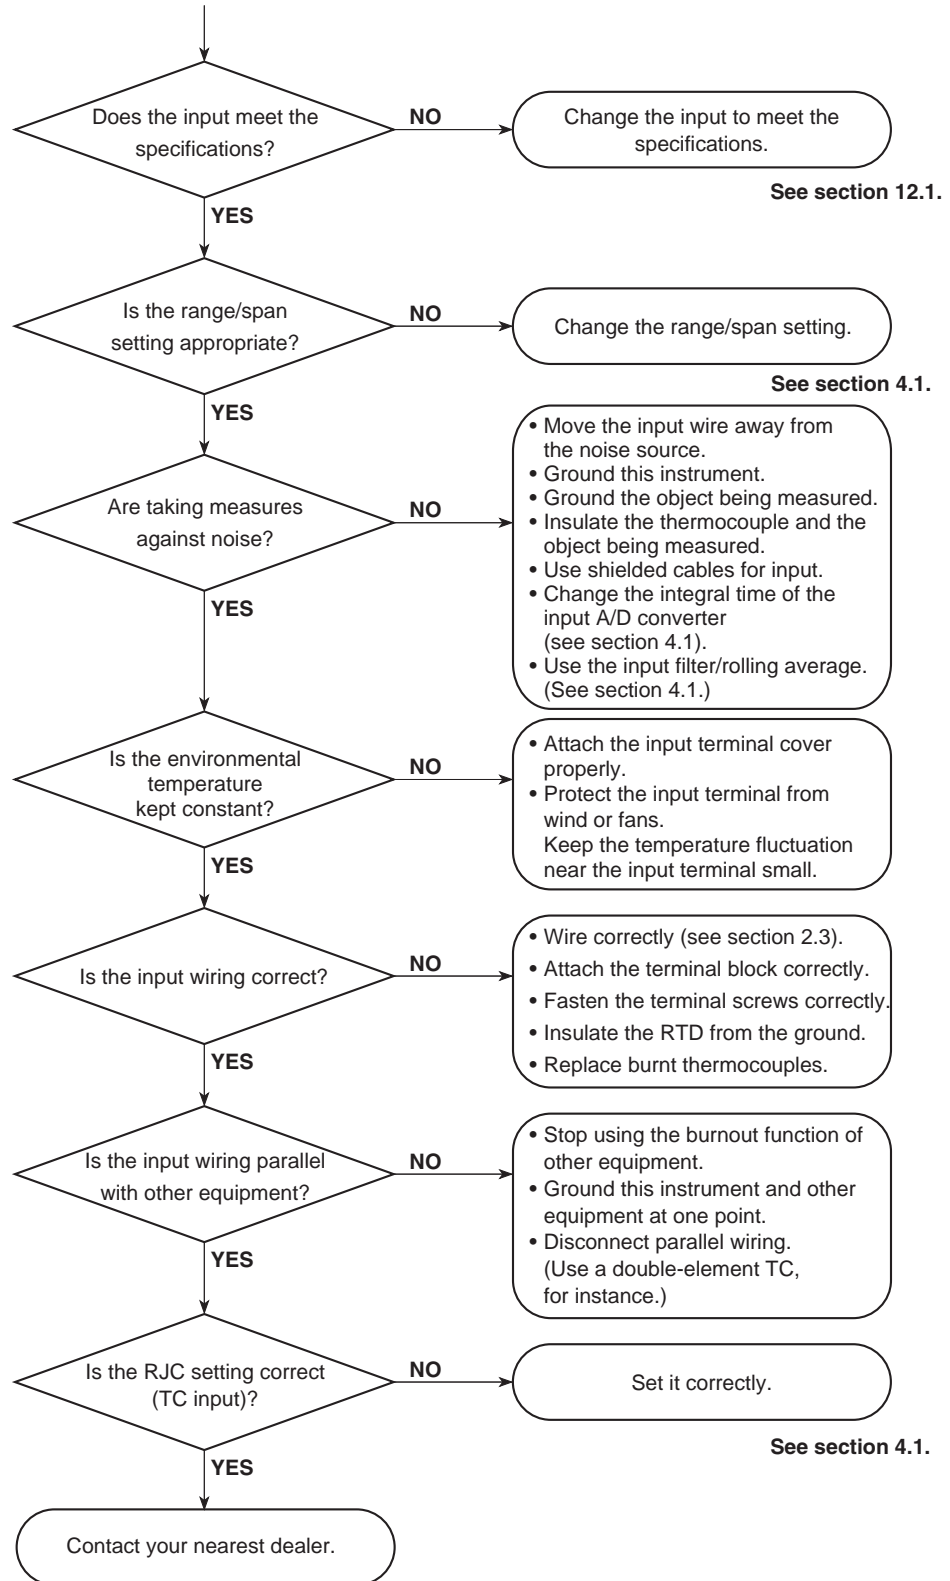 Does the input meet the
specifications?
NO
Change the input to meet the
specifications.
See section 12.1.
YES
Is the range/span
setting appropriate?
NO
Change the range/span setting.
See section 4.1.
YES
Are taking measures
against noise?
NO
• Move the input wire away from
the noise source.
• Ground this instrument.
• Ground the object being measured.
• Insulate the thermocouple and the
object being measured.
• Use shielded cables for input.
• Change the integral time of the
input A/D converter
(see section 4.1).
• Use the input filter/rolling average.
(See section 4.1.)
YES
Is the environmental
temperature
kept constant?
NO
• Attach the input terminal cover
properly.
• Protect the input terminal from
wind or fans.
Keep the temperature fluctuation
near the input terminal small.
YES
Is the input wiring correct?
NO
• Wire correctly (see section 2.3).
• Attach the terminal block correctly.
• Fasten the terminal screws correctly.
• Insulate the RTD from the ground.
• Replace burnt thermocouples.
YES
Is the input wiring parallel
with other equipment?
NO
• Stop using the burnout function of
other equipment.
• Ground this instrument and other
equipment at one point.
• Disconnect parallel wiring.
(Use a double-element TC,
for instance.)
YES
Is the RJC setting correct
(TC input)?
NO
Set it correctly.
See section 4.1.
YES
Contact your nearest dealer.